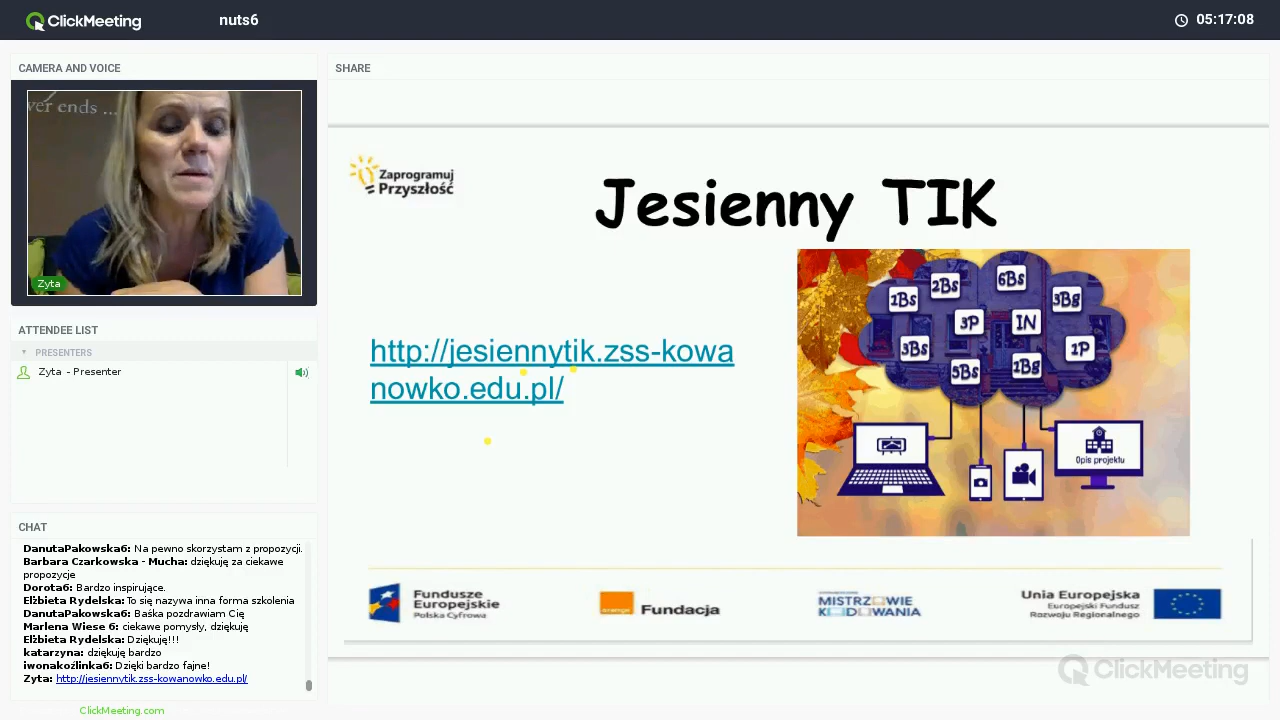 ClickMeeting
nuts6
05:17:08
CAMERA AND VOICE
ver ends ...
Zyta
ATTENDEE LIST
PRESENTERS
Zyta - Presenter
CHAT
DanutaPakowska6: Na pewno skorzystam z propozycji.
Barbara Czarkowska - Mucha: dziękuję za ciekawe
propozycje
Dorota6: Bardzo inspirujące.
Elżbieta Rydelska: To się nazywa inna forma szkolenia
DanutaPakowska6: Baśka pozdrawiam Cię
Marlena Wiese 6: ciekawe pomysły, dziękuję
Elżbieta Rydelska: Dziękuję!!!
katarzyna: dziękuję bardzo
iwonakoźlinka6: Dzięki bardzo fajne!
Zyta: http://jesiennytik.zss-kowanowko.edu.pl/
ClickMeeting.com
SHARE
Zaprogramuj
Przyszłość
Jesienny TIK
http://jesiennytik.zss-kowa
nowko.edu.pl/
1Bs
2Bs
6Bs
3Bg
3P
IN
3Bs
1P
5Bs
1Bg
Opis projektu
Fundusze
Europejskie
Polska Cyfrowa
orange
Fundacja
MISTRZOWIE
KODOWANIA
Unia Europejska
Europejski Fundusz
Rozwoju Regionalnego
ClickMeeting